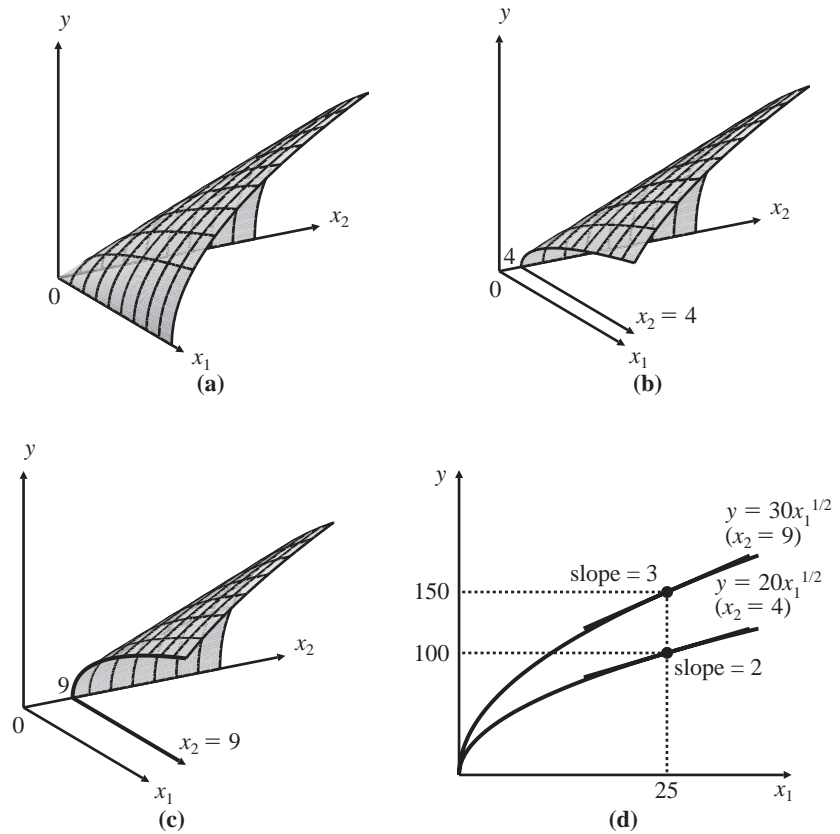 y
x₂
0
x₁
(a)
y
x₂
4
0
x₂ = 4
x₁
(b)
y
x₂
9
0
x₂ = 9
x₁
(c)
y
y = 30x₁^1/2
(x₂ = 9)
slope = 3
y = 20x₁^1/2
(x₂ = 4)
150
100
slope = 2
25
x₁
(d)